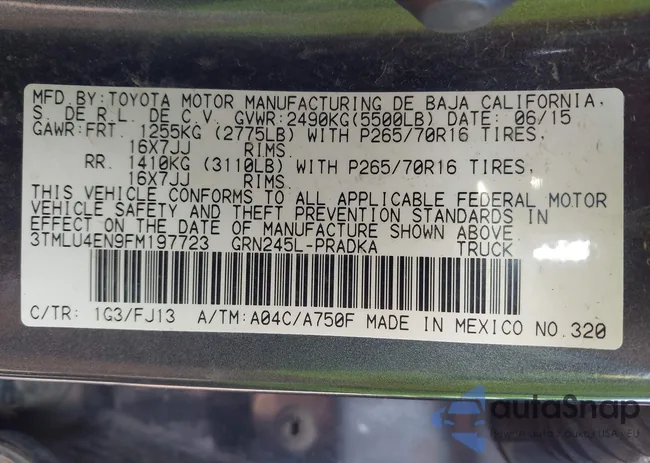 MFD.BY:TOYOTA MOTOR MANUFACTURING DE BAJA CALIFORNIA,
S. DE R.L. DE C.V. GVWR:2490KG(5500LB) DATE: 06/15
GAWR:FRT. 1255KG (2775LB) WITH P265/70R16 TIRES,
16X7JJ RIMS.
RR. 1410KG (3110LB) WITH P265/70R16 TIRES,
16X7JJ RIMS.
THIS VEHICLE CONFORMS TO ALL APPLICABLE FEDERAL MOTOR
VEHICLE SAFETY AND THEFT PREVENTION STANDARDS IN
EFFECT ON THE DATE OF MANUFACTURE SHOWN ABOVE.
3TMLU4EN9FM197723 GRN245L-PRADKA TRUCK
C/TR: 1G3/FJ13 A/TM:A04C/A750F MADE IN MEXICO NO.320
autoSnap